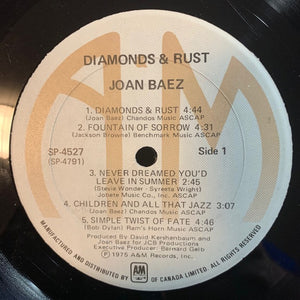 DIAMONDS & RUST
JOAN BAEZ
1. DIAMONDS & RUST 4:44
(Joan Baez) Chandos Music ASCAP
2. FOUNTAIN OF SORROW 4:31
(Jackson Browne) Benchmark Music ASCAP
SP-4527
(SP-4791)
Side 1
3. NEVER DREAMED YOU'D
LEAVE IN SUMMER 2:45
(Stevie Wonder - Syreeta Wright)
Jobete Music Co., Inc. ASCAP
4. CHILDREN AND ALL THAT JAZZ 3:07
(Joan Baez) Chandos Music ASCAP
5. SIMPLE TWIST OF FATE 4:46
(Bob Dylan) Ram's Horn Music ASCAP
Produced by David Kershenbaum and
Joan Baez for JCB Productions
Executive Producer: Bernard Gelb
℗ 1975 A&M Records, Inc.
MANUFACTURED AND DISTRIBUTED BY A&M RECORDS OF CANADA LIMITED. ALL RIGHTS RESERVED.